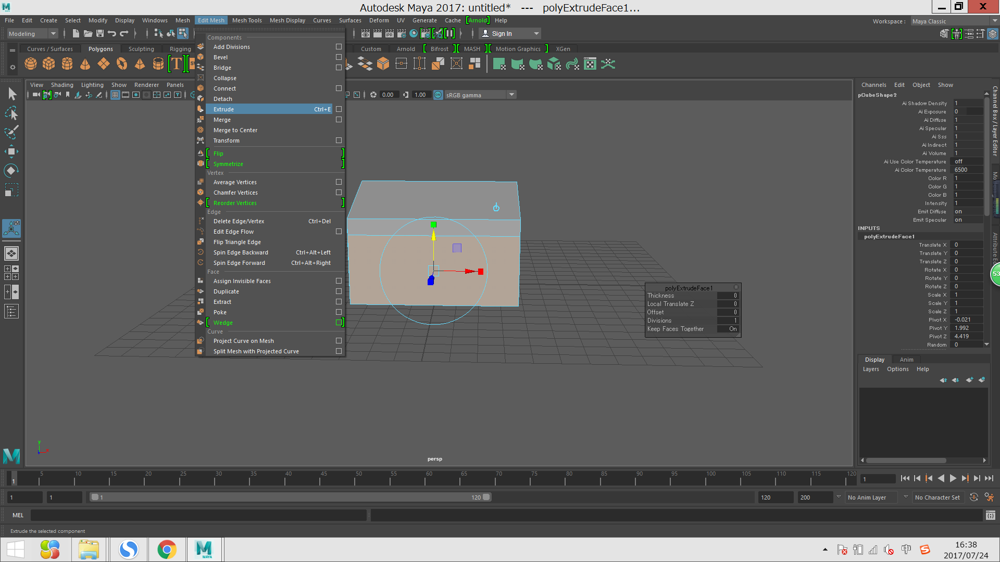 Autodesk Maya 2017: untitled*   ---   polyExtrudeFace1...
File Edit Create Select Modify Display Windows Mesh Edit Mesh Mesh Tools Mesh Display Curves Surfaces Deform UV Generate Cache [Arnold] Help
Workspace : Maya Classic
Modeling
IPR
Sign In
Curves / Surfaces Polygons Sculpting Rigging Custom Arnold [ Bifrost ] [ MASH ] [ Motion Graphics ] XGen
View Shading Lighting Show Renderer Panels
0.00 1.00 ON sRGB gamma
Components
Add Divisions
Bevel
Bridge
Collapse
Connect
Detach
Extrude Ctrl+E
Merge
Merge to Center
Transform
Flip
Symmetrize
Vertex
Average Vertices
Chamfer Vertices
Reorder Vertices
Edge
Delete Edge/Vertex Ctrl+Del
Edit Edge Flow
Flip Triangle Edge
Spin Edge Backward Ctrl+Alt+Left
Spin Edge Forward Ctrl+Alt+Right
Face
Assign Invisible Faces
Duplicate
Extract
Poke
Wedge
Curve
Project Curve on Mesh
Split Mesh with Projected Curve
polyExtrudeFace1
Thickness 0
Local Translate Z 0
Offset 0
Divisions 1
Keep Faces Together On
y
x
z
persp
Channels Edit Object Show
pCubeShape2
Ai Shadow Density 1
Ai Exposure 0
Ai Diffuse 1
Ai Specular 1
Ai Sss 1
Ai Indirect 1
Ai Volume 1
Ai Use Color Temperature off
Ai Color Temperature 6500
Color R 1
Color G 1
Color B 1
Intensity 1
Emit Diffuse on
Emit Specular on
INPUTS
polyExtrudeFace1
Translate X 0
Translate Y 0
Translate Z 0
Rotate X 0
Rotate Y 0
Rotate Z 0
Scale X 1
Scale Y 1
Scale Z 1
Pivot X -0.021
Pivot Y 1.992
Pivot Z 4.419
Random 0
Channel Box / Layer Editor
53
Display Anim
Layers Options Help
1 5 10 15 20 25 30 35 40 45 50 55 60 65 70 75 80 85 90 95 100 105 110 115 120
1
1 1 1 120 120 200 No Anim Layer No Character Set
MEL
Extrude the selected component
MAYA
中
16:38
2017/07/24